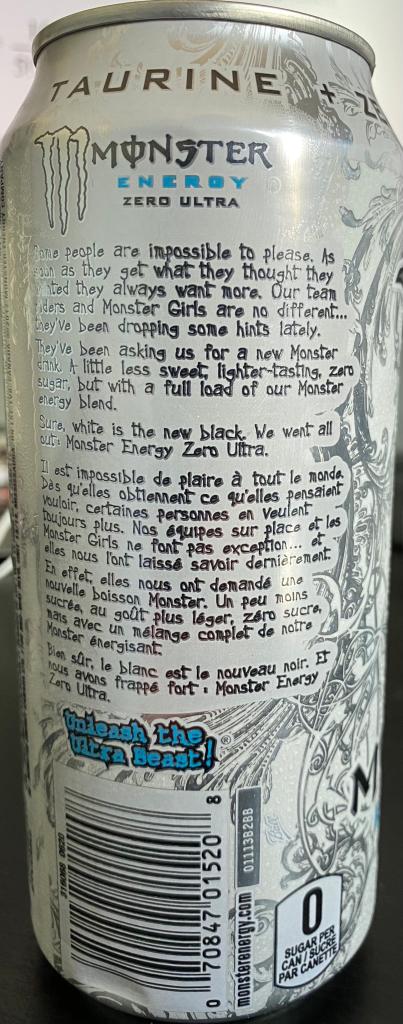 TAURINE + ZE
MONSTER
ENERGY
ZERO ULTRA
Some people are impossible to please. As
soon as they get what they thought they
wanted they always want more. Our team
riders and Monster Girls are no different...
they've been dropping some hints lately.
They've been asking us for a new Monster
drink. A little less sweet, lighter-tasting, zero
sugar, but with a full load of our Monster
energy blend.
Sure, white is the new black. We went all
out: Monster Energy Zero Ultra.
Il est impossible de plaire à tout le monde.
Dès qu'elles obtiennent ce qu'elles pensaient
vouloir, certaines personnes en veulent
toujours plus. Nos équipes sur place et les
Monster Girls ne font pas exception... et
elles nous l'ont laissé savoir dernièrement.
En effet, elles nous ont demandé une
nouvelle boisson Monster. Un peu moins
sucrée, au goût plus léger, zéro sucre,
mais avec un mélange complet de notre
Monster énergisant.
Bien sûr, le blanc est le nouveau noir. Et
nous avons frappé fort : Monster Energy
Zero Ultra.
Unleash the
Ultra Beast!®
0 70847 01520 8
monsterenergy.com
01113B2BB
M
0
SUGAR PER
CAN / SUCRE
PAR CANETTE